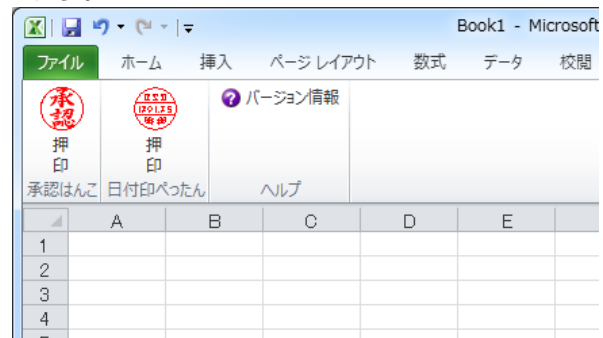 Book1 - Microsoft
ファイル ホーム 挿入 ページ レイアウト 数式 データ 校閲
承認
押印
押印
バージョン情報
承認はんこ 日付印ぺったん ヘルプ
A B C D E
1
2
3
4